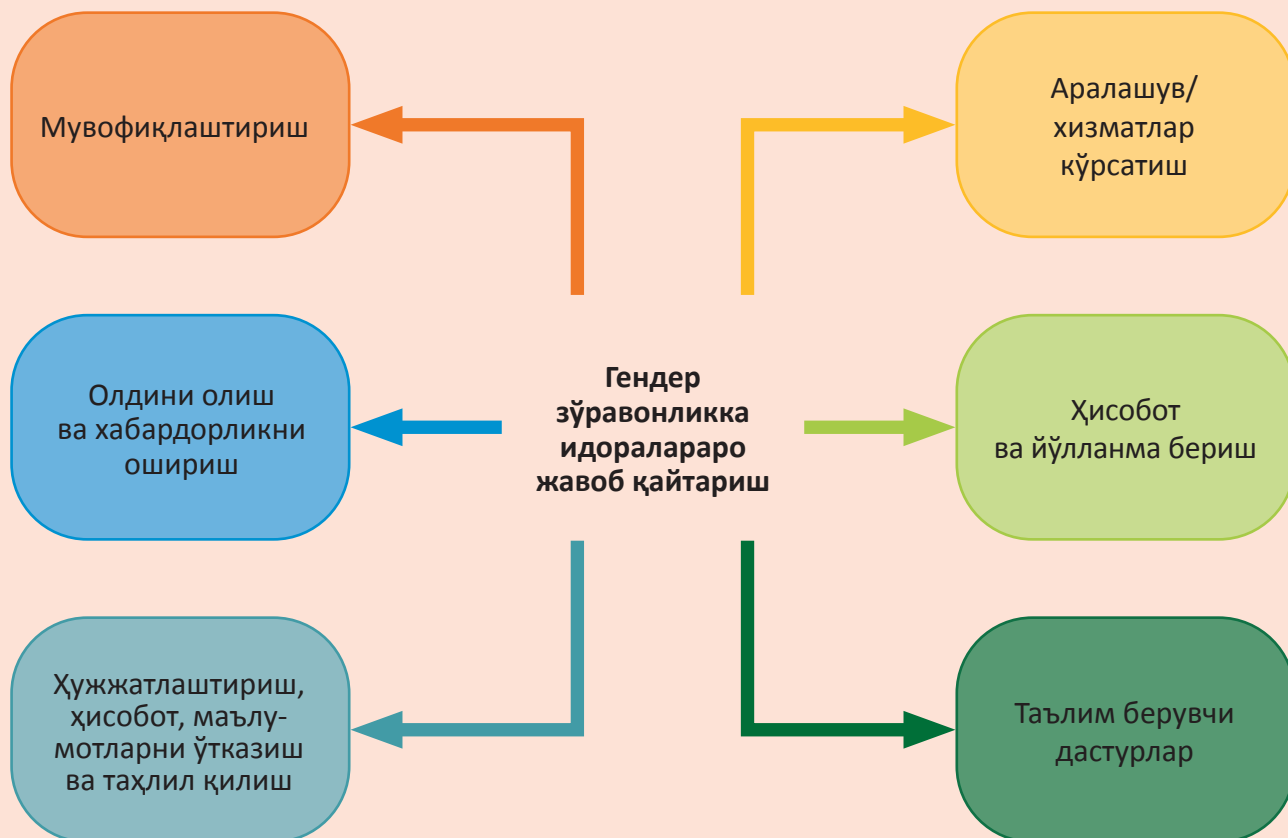 Мувофиқлаштириш
Аралашув/
хизматлар
кўрсатиш
Олдини олиш
ва хабардорликни
ошириш
Гендер
зўравонликка
идоралараро
жавоб қайтариш
Ҳисобот
ва йўлланма бериш
Ҳужжатлаштириш,
ҳисобот, маълу-
мотларни ўтказиш
ва таҳлил қилиш
Таълим берувчи
дастурлар